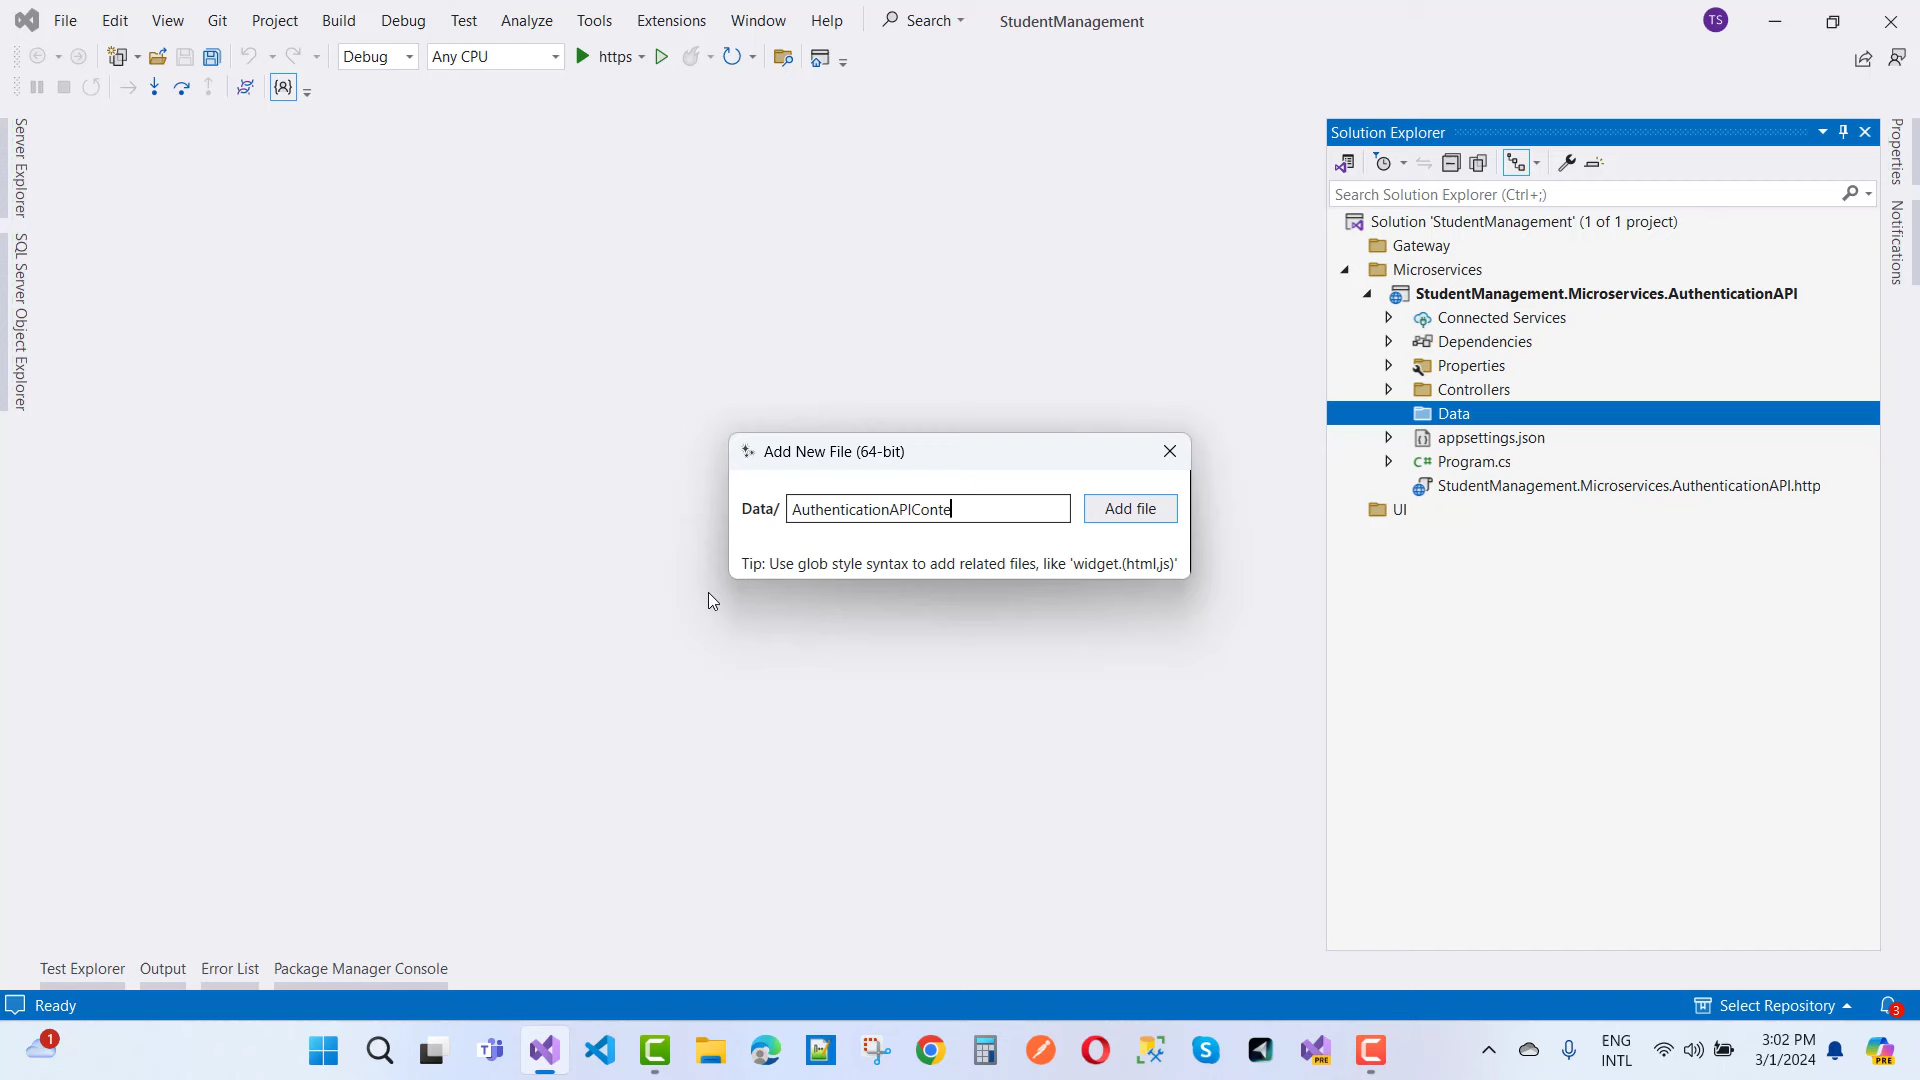 File Edit View Git Project Build Debug Test Analyze Tools Extensions Window Help Search StudentManagement TS
Debug Any CPU https
Server Explorer
SQL Server Object Explorer
Solution Explorer
Search Solution Explorer (Ctrl+;)
Solution 'StudentManagement' (1 of 1 project)
Gateway
Microservices
StudentManagement.Microservices.AuthenticationAPI
Connected Services
Dependencies
Properties
Controllers
Data
appsettings.json
C# Program.cs
StudentManagement.Microservices.AuthenticationAPI.http
UI
Properties
Notifications
Add New File (64-bit)
Data/ AuthenticationAPIConte Add file
Tip: Use glob style syntax to add related files, like 'widget.(html,js)'
Test Explorer Output Error List Package Manager Console
Ready Select Repository 3
1 PRE ENG 3:02 PM PRE
INTL 3/1/2024